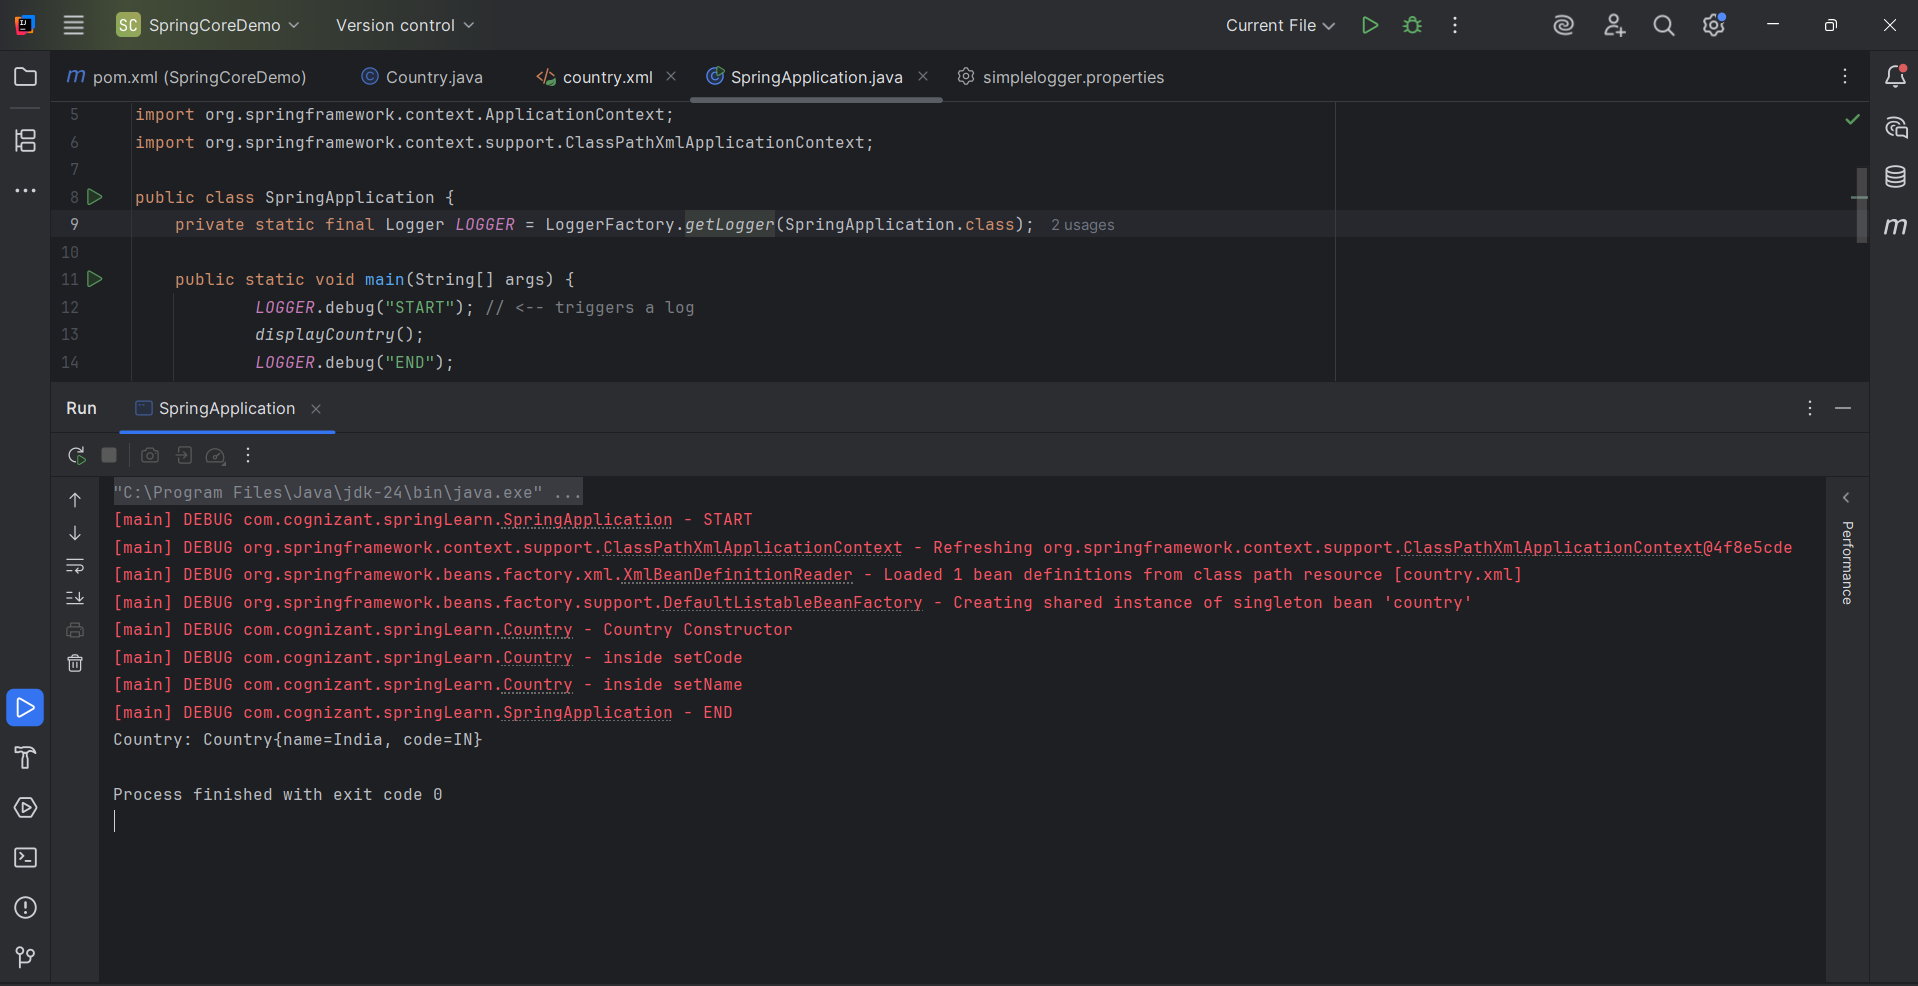 SC SpringCoreDemo Version control Current File
pom.xml (SpringCoreDemo) Country.java country.xml SpringApplication.java simplelogger.properties
5 import org.springframework.context.ApplicationContext;
6 import org.springframework.context.support.ClassPathXmlApplicationContext;
7
8 public class SpringApplication {
9 private static final Logger LOGGER = LoggerFactory.getLogger(SpringApplication.class); 2 usages
10
11 public static void main(String[] args) {
12 LOGGER.debug("START"); // <-- triggers a log
13 displayCountry();
14 LOGGER.debug("END");
Run SpringApplication
"C:\Program Files\Java\jdk-24\bin\java.exe" ...
[main] DEBUG com.cognizant.springLearn.SpringApplication - START
[main] DEBUG org.springframework.context.support.ClassPathXmlApplicationContext - Refreshing org.springframework.context.support.ClassPathXmlApplicationContext@4f8e5cde
[main] DEBUG org.springframework.beans.factory.xml.XmlBeanDefinitionReader - Loaded 1 bean definitions from class path resource [country.xml]
[main] DEBUG org.springframework.beans.factory.support.DefaultListableBeanFactory - Creating shared instance of singleton bean 'country'
[main] DEBUG com.cognizant.springLearn.Country - Country Constructor
[main] DEBUG com.cognizant.springLearn.Country - inside setCode
[main] DEBUG com.cognizant.springLearn.Country - inside setName
[main] DEBUG com.cognizant.springLearn.SpringApplication - END
Country: Country{name=India, code=IN}
Process finished with exit code 0
Performance